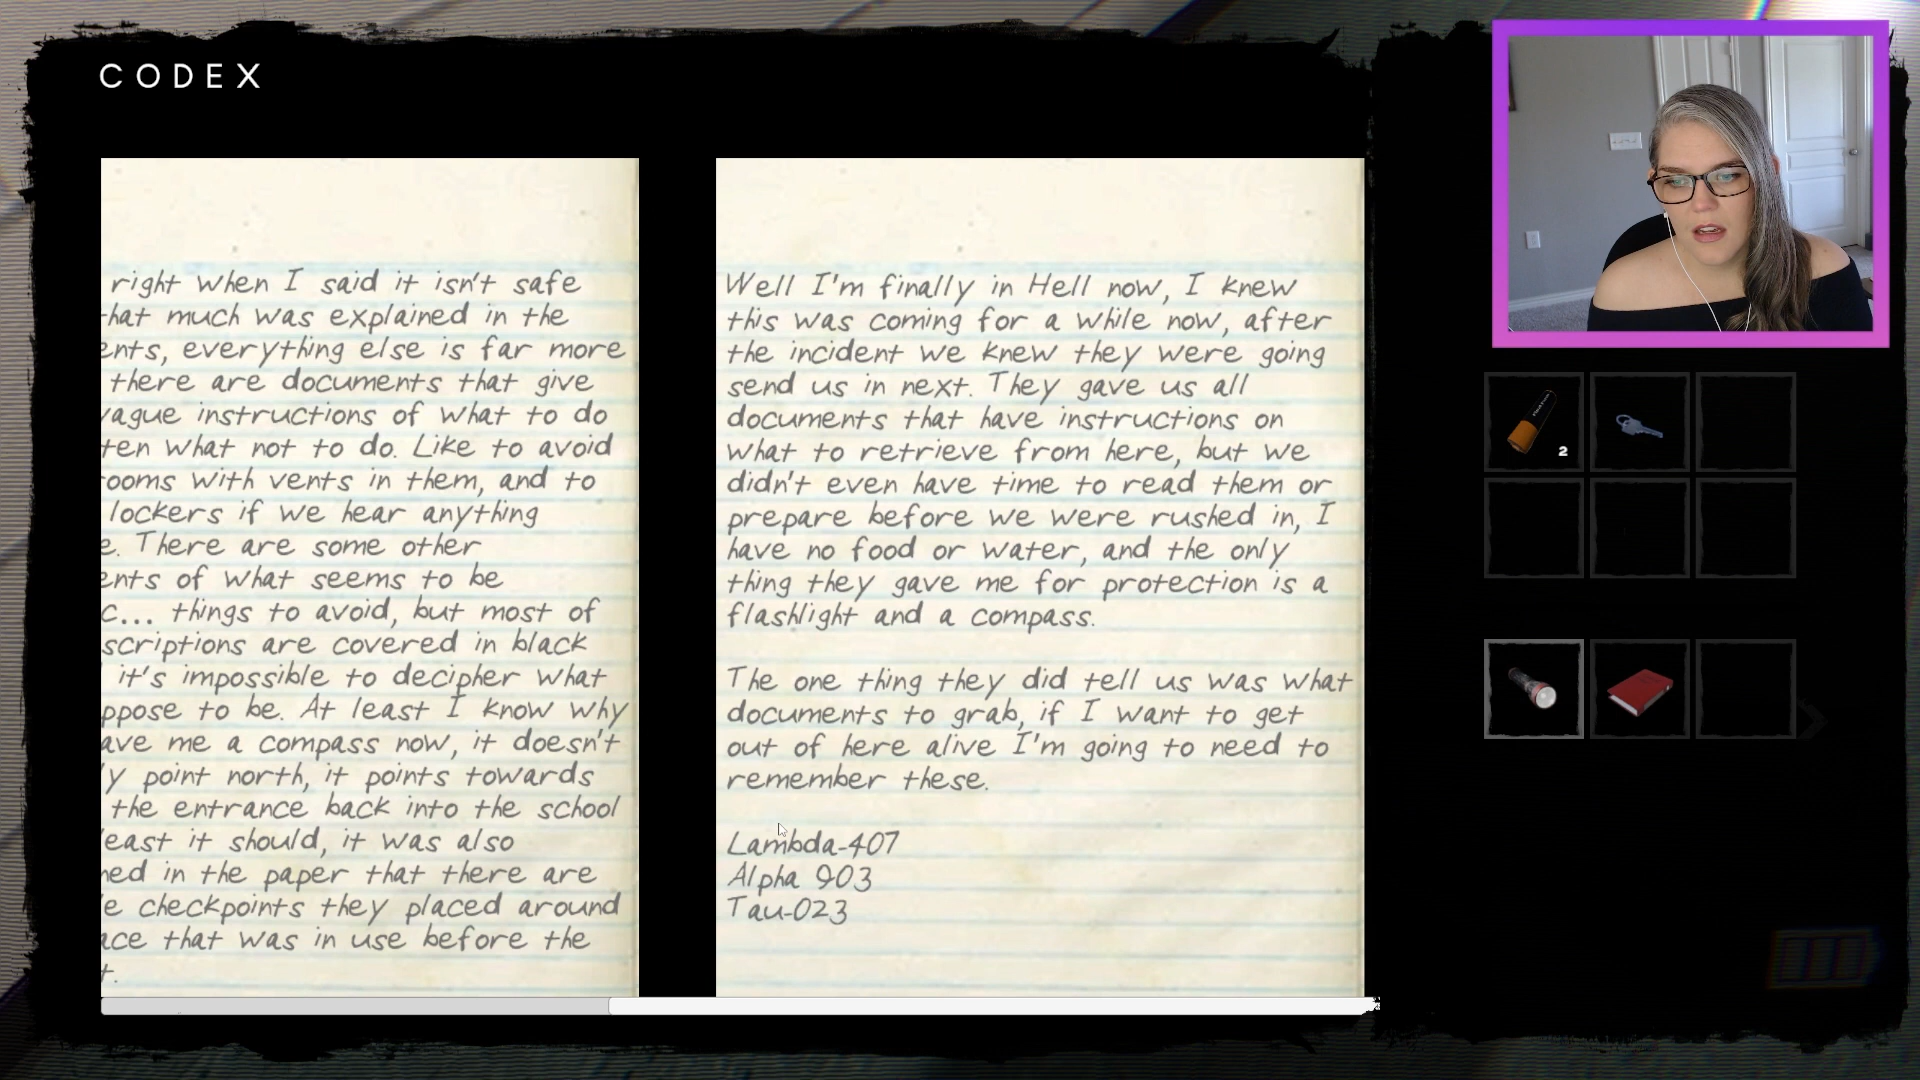 CODEX
right when I said it isn't safe
that much was explained in the
ents, everything else is far more
there are documents that give
vague instructions of what to do
ten what not to do. Like to avoid
rooms with vents in them, and to
lockers if we hear anything
e. There are some other
ents of what seems to be
c... things to avoid, but most of
scriptions are covered in black
it's impossible to decipher what
ppose to be. At least I know why
ave me a compass now, it doesn't
ly point north, it points towards
the entrance back into the school
least it should, it was also
ned in the paper that there are
e checkpoints they placed around
ace that was in use before the
t.
Well I'm finally in Hell now, I knew
this was coming for a while now, after
the incident we knew they were going
send us in next. They gave us all
documents that have instructions on
what to retrieve from here, but we
didn't even have time to read them or
prepare before we were rushed in, I
have no food or water, and the only
thing they gave me for protection is a
flashlight and a compass.
The one thing they did tell us was what
documents to grab, if I want to get
out of here alive I'm going to need to
remember these.
Lambda-407
Alpha 903
Tau-023
2